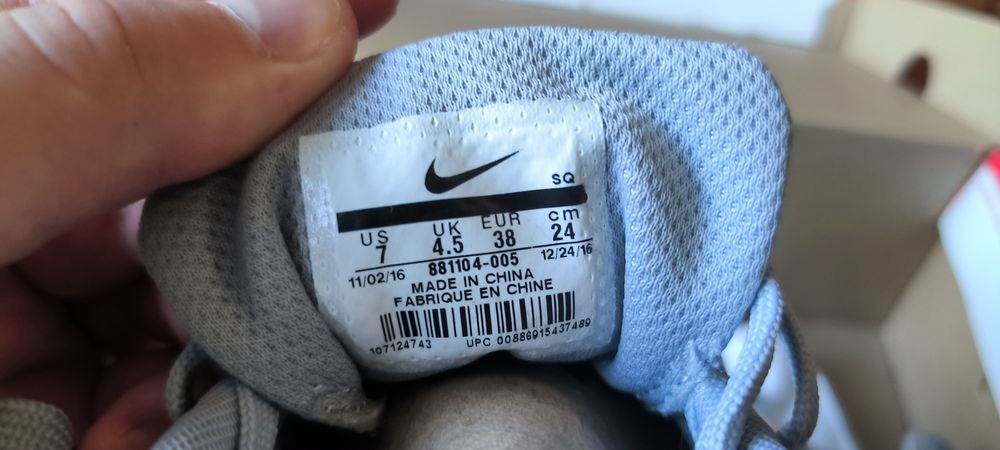 SQ
US UK EUR cm
7 4.5 38 24
11/02/16 881104-005 12/24/16
MADE IN CHINA
FABRIQUE EN CHINE
107124743 UPC 00886915437489